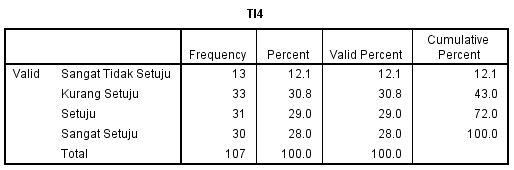 TI4
Frequency Percent Valid Percent Cumulative Percent
Valid Sangat Tidak Setuju 13 12.1 12.1 12.1
Kurang Setuju 33 30.8 30.8 43.0
Setuju 31 29.0 29.0 72.0
Sangat Setuju 30 28.0 28.0 100.0
Total 107 100.0 100.0